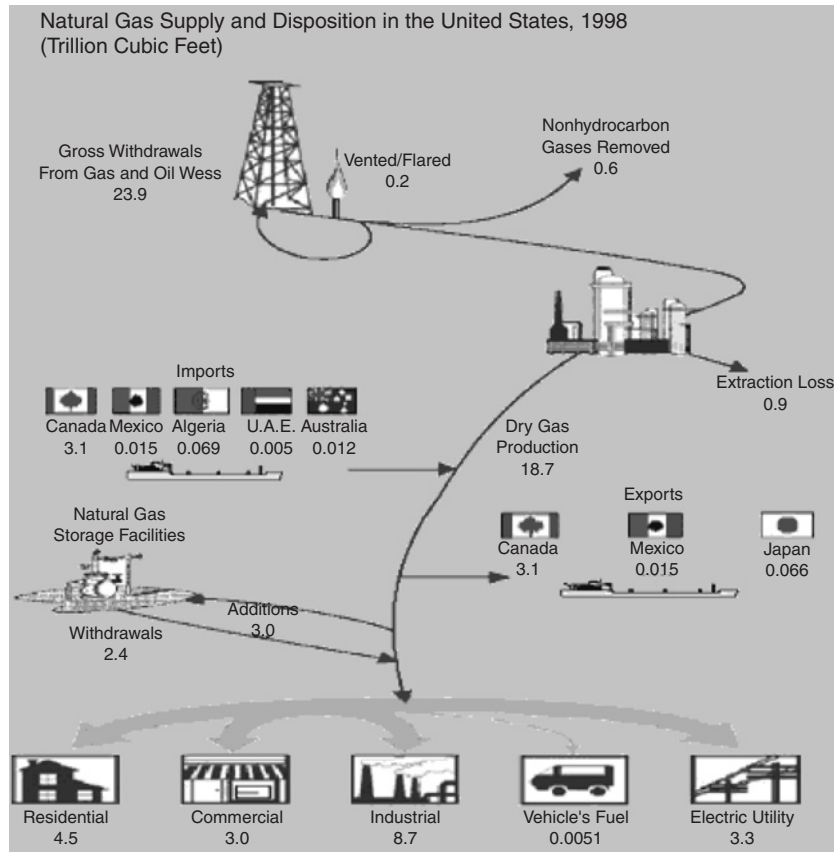 Natural Gas Supply and Disposition in the United States, 1998
(Trillion Cubic Feet)
Gross Withdrawals
From Gas and Oil Wess
23.9
Vented/Flared
0.2
Nonhydrocarbon
Gases Removed
0.6
Extraction Loss
0.9
Imports
Canada Mexico Algeria U.A.E. Australia
3.1 0.015 0.069 0.005 0.012
Dry Gas
Production
18.7
Exports
Canada Mexico Japan
3.1 0.015 0.066
Natural Gas
Storage Facilities
Additions
3.0
Withdrawals
2.4
Residential Commercial Industrial Vehicle's Fuel Electric Utility
4.5 3.0 8.7 0.0051 3.3